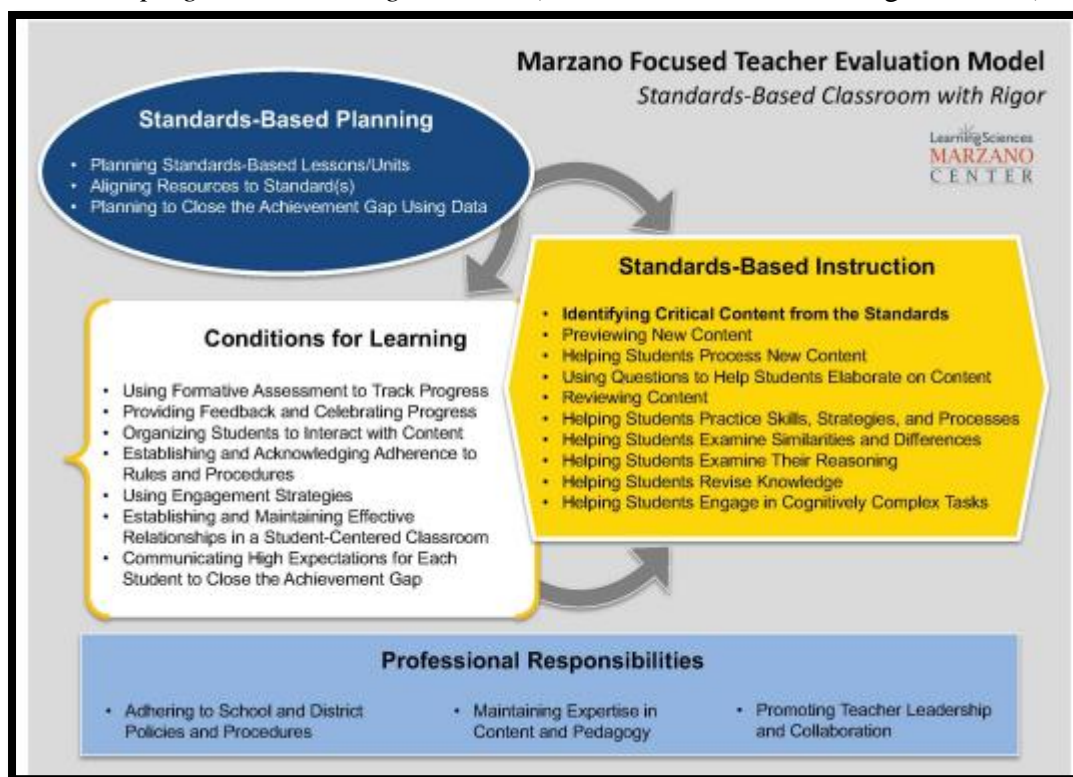 Marzano Focused Teacher Evaluation Model
Standards-Based Classroom with Rigor
LearningSciences
MARZANO
CENTER
Standards-Based Planning
• Planning Standards-Based Lessons/Units
• Aligning Resources to Standard(s)
• Planning to Close the Achievement Gap Using Data
Standards-Based Instruction
• Identifying Critical Content from the Standards
• Previewing New Content
• Helping Students Process New Content
• Using Questions to Help Students Elaborate on Content
• Reviewing Content
• Helping Students Practice Skills, Strategies, and Processes
• Helping Students Examine Similarities and Differences
• Helping Students Examine Their Reasoning
• Helping Students Revise Knowledge
• Helping Students Engage in Cognitively Complex Tasks
Conditions for Learning
• Using Formative Assessment to Track Progress
• Providing Feedback and Celebrating Progress
• Organizing Students to Interact with Content
• Establishing and Acknowledging Adherence to
Rules and Procedures
• Using Engagement Strategies
• Establishing and Maintaining Effective
Relationships in a Student-Centered Classroom
• Communicating High Expectations for Each
Student to Close the Achievement Gap
Professional Responsibilities
• Adhering to School and District
Policies and Procedures
• Maintaining Expertise in
Content and Pedagogy
• Promoting Teacher Leadership
and Collaboration